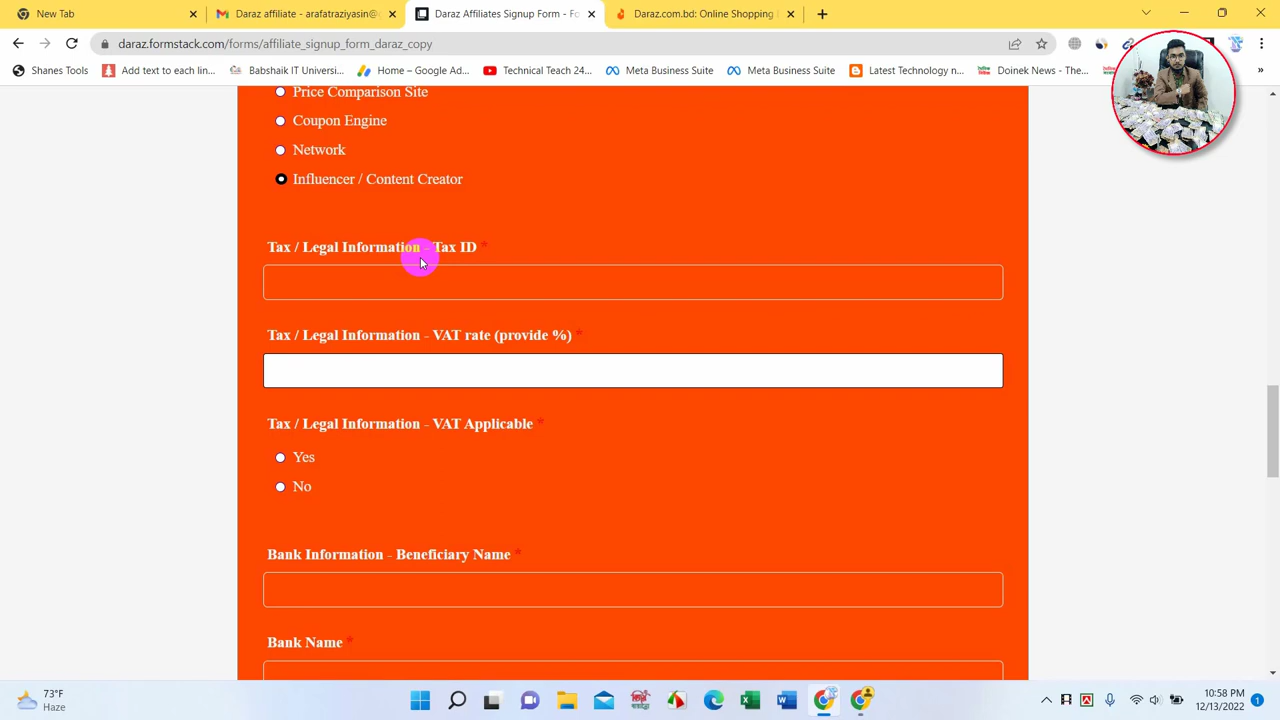 New Tab
Daraz affiliates - arafatraziyasin@
Daraz Affiliates Signup Form - Fo
Daraz.com.bd: Online Shopping
daraz.formstack.com/forms/affiliate_signup_form_daraz_copy
Shanes Tools
Add text to each lin...
Babshaik IT Universi...
Home – Google Ad...
Technical Teach 24...
Meta Business Suite
Meta Business Suite
Latest Technology n...
Doinek News - The...
»
Price Comparison Site
Coupon Engine
Network
Influencer / Content Creator
Tax / Legal Information - Tax ID *
Tax / Legal Information - VAT rate (provide %) *
Tax / Legal Information - VAT Applicable *
Yes
No
Bank Information - Beneficiary Name *
Bank Name *
73°F
Haze
10:58 PM
12/13/2022
1